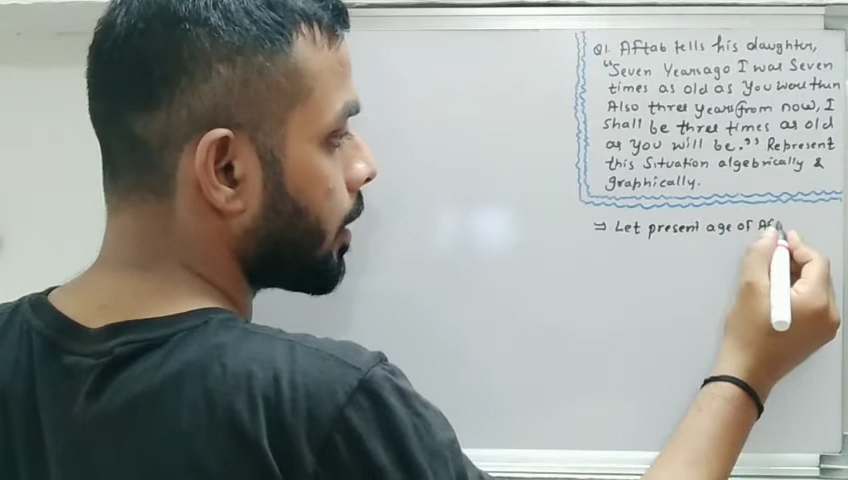 Q1. Aftab tells his daughter,
"Seven Years ago I was Seven
times as old as You were then
Also three years from now, I
Shall be three times as old
as You will be." Represent
this Situation algebrically &
graphically.
⇒ Let present age of Af